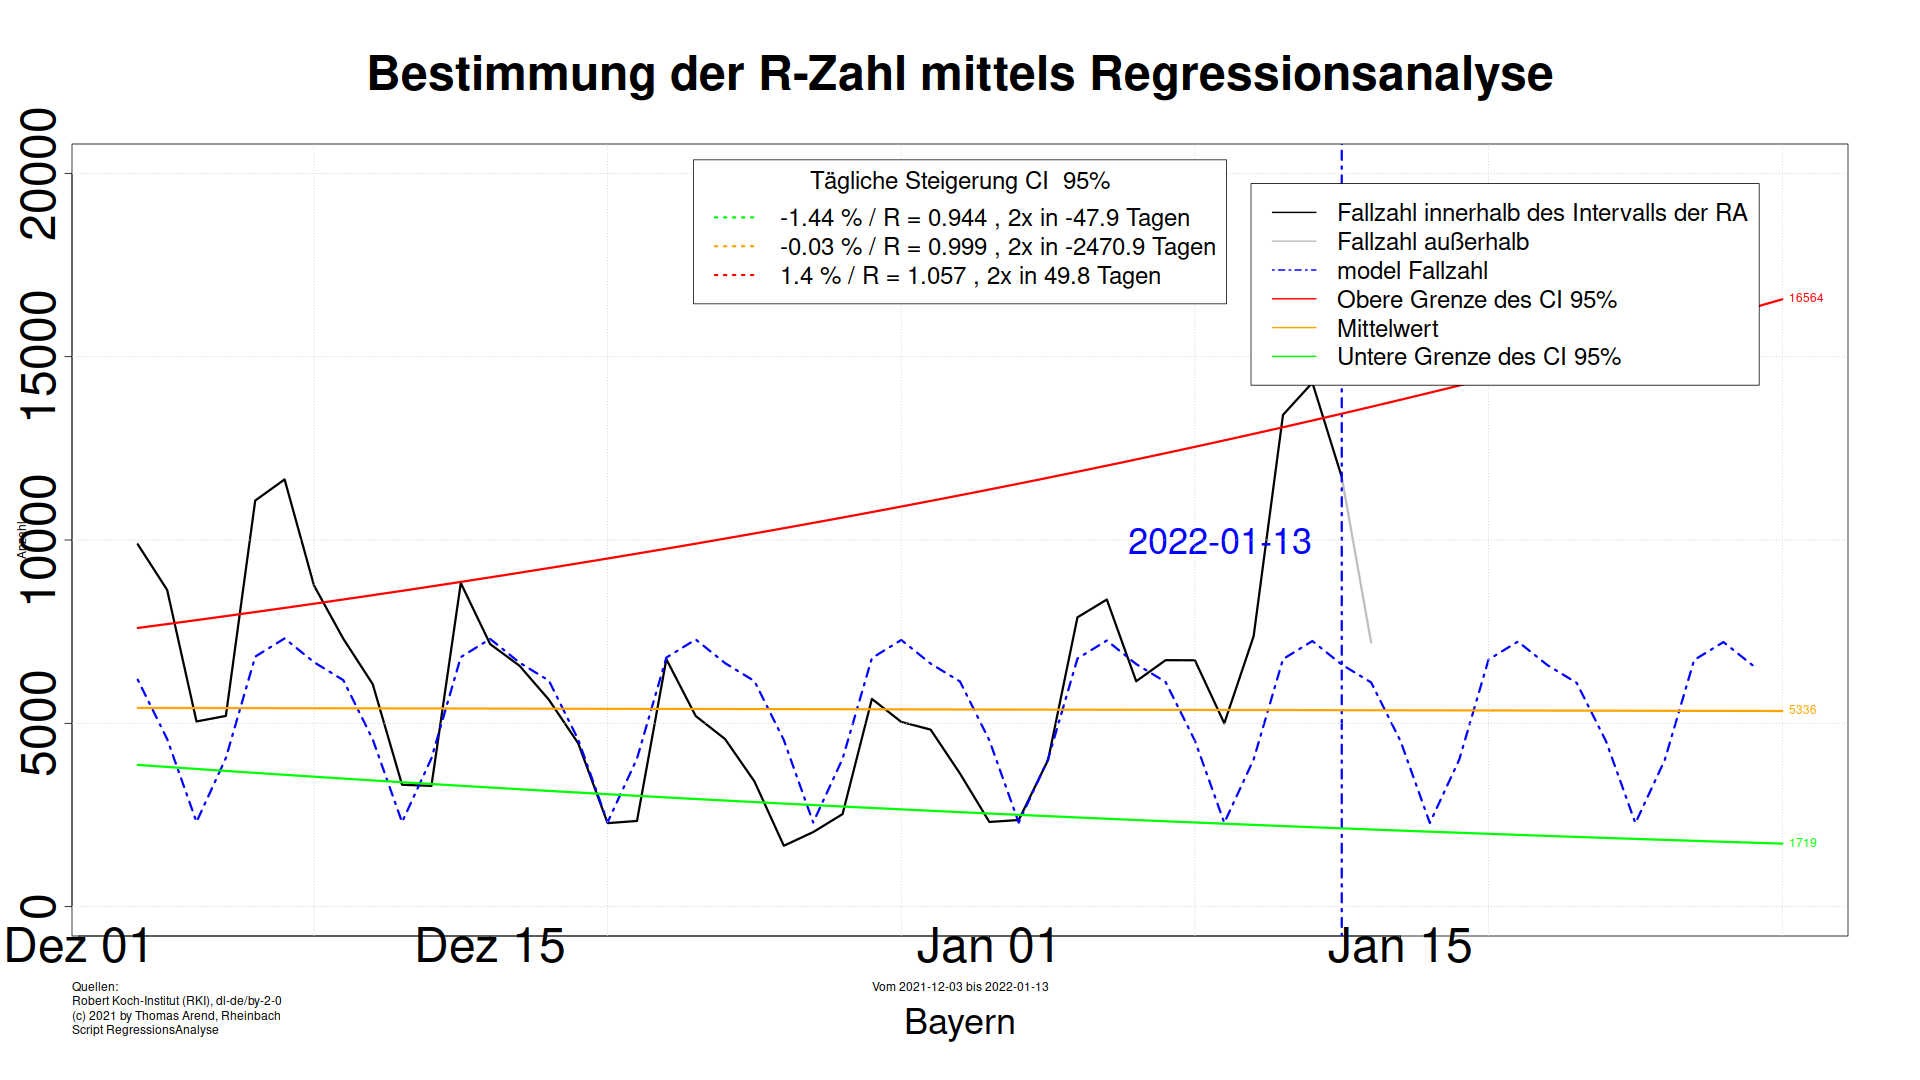 Bestimmung der R-Zahl mittels Regressionsanalyse
Anzahl
20000
15000
10000
5000
0
Tägliche Steigerung CI  95%
-1.44 % / R = 0.944 , 2x in -47.9 Tagen
-0.03 % / R = 0.999 , 2x in -2470.9 Tagen
1.4 % / R = 1.057 , 2x in 49.8 Tagen
Fallzahl innerhalb des Intervalls der RA
Fallzahl außerhalb
model Fallzahl
Obere Grenze des CI 95%
Mittelwert
Untere Grenze des CI 95%
16564
2022-01-13
5336
1719
Dez 01
Dez 15
Jan 01
Jan 15
Quellen:
Robert Koch-Institut (RKI), dl-de/by-2-0
(c) 2021 by Thomas Arend, Rheinbach
Script RegressionsAnalyse
Vom 2021-12-03 bis 2022-01-13
Bayern